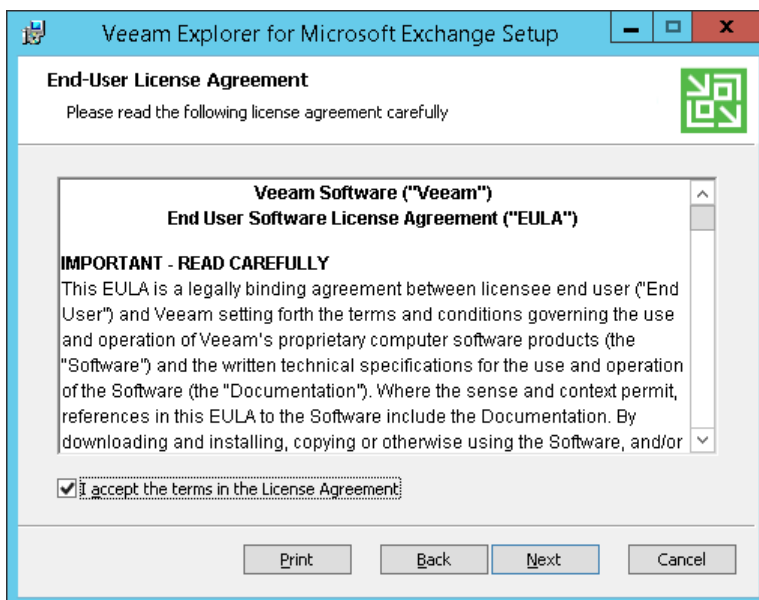 Veeam Explorer for Microsoft Exchange Setup
End-User License Agreement
Please read the following license agreement carefully
Veeam Software ("Veeam")
End User Software License Agreement ("EULA")
IMPORTANT - READ CAREFULLY
This EULA is a legally binding agreement between licensee end user ("End
User") and Veeam setting forth the terms and conditions governing the use
and operation of Veeam's proprietary computer software products (the
"Software") and the written technical specifications for the use and operation
of the Software (the "Documentation"). Where the sense and context permit,
references in this EULA to the Software include the Documentation. By
downloading and installing, copying or otherwise using the Software, and/or
I accept the terms in the License Agreement
Print Back Next Cancel